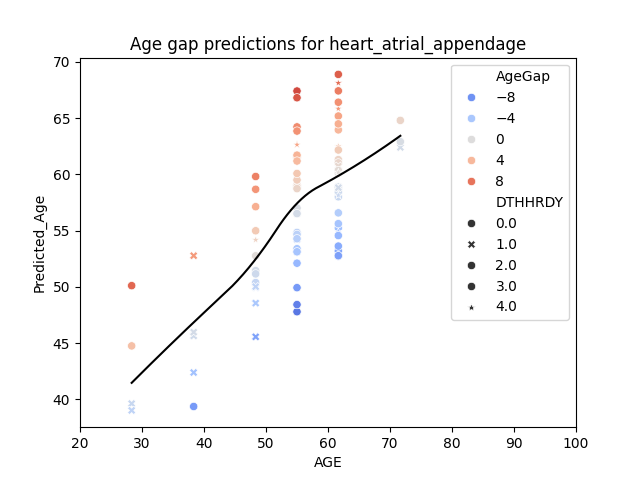 Age gap predictions for heart_atrial_appendage
Predicted_Age
70
65
60
55
50
45
40
20 30 40 50 60 70 80 90 100
AGE
AgeGap
−8
−4
0
4
8
DTHHRDY
0.0
1.0
2.0
3.0
4.0